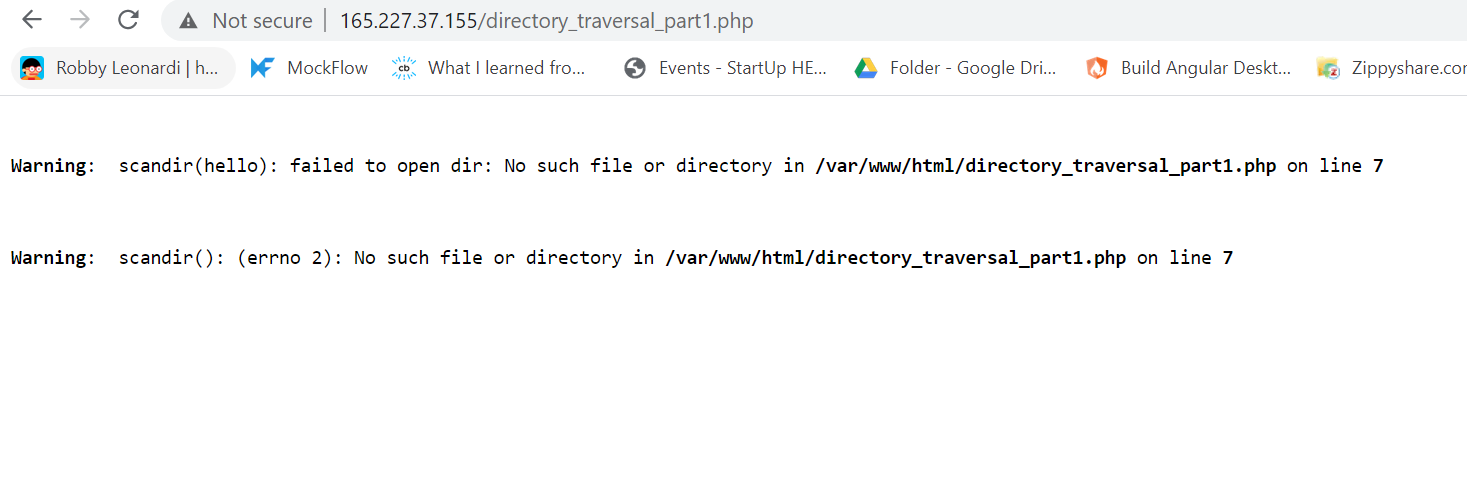 Not secure | 165.227.37.155/directory_traversal_part1.php
Robby Leonardi | h... MockFlow cb What I learned fro... Events - StartUp HE... Folder - Google Dri... Build Angular Deskt... Z Zippyshare.con
Warning: scandir(hello): failed to open dir: No such file or directory in /var/www/html/directory_traversal_part1.php on line 7
Warning: scandir(): (errno 2): No such file or directory in /var/www/html/directory_traversal_part1.php on line 7